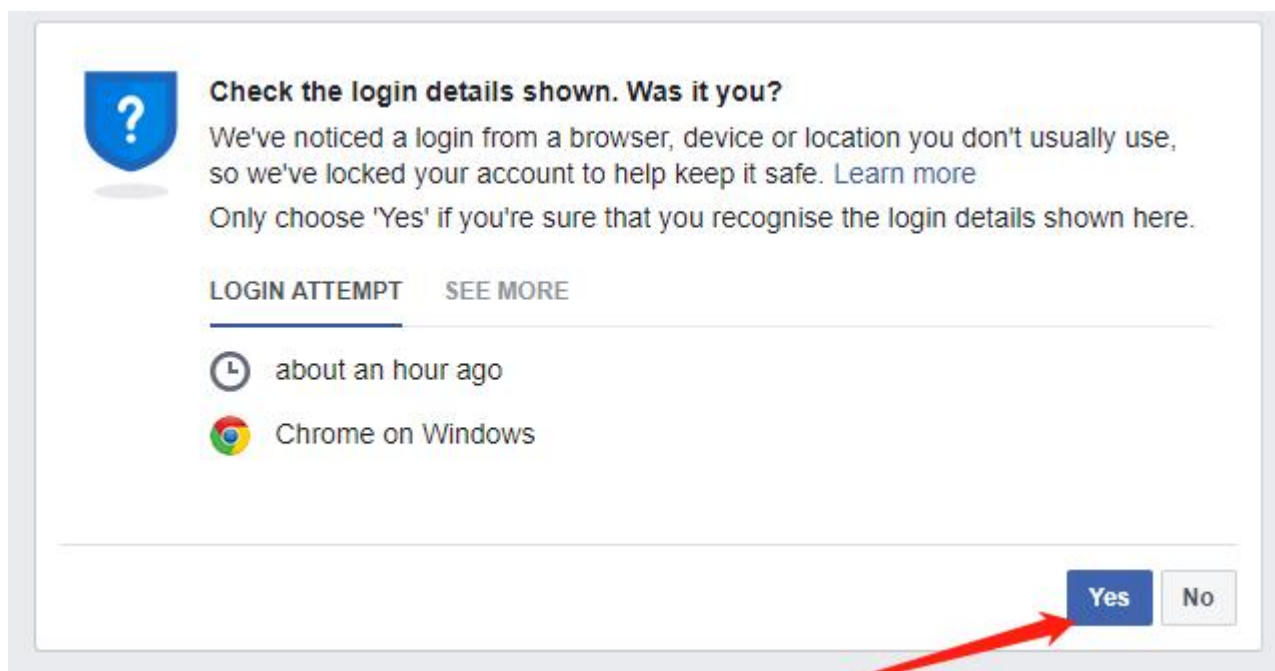 ?
Check the login details shown. Was it you?
We've noticed a login from a browser, device or location you don't usually use,
so we've locked your account to help keep it safe. Learn more
Only choose 'Yes' if you're sure that you recognise the login details shown here.
LOGIN ATTEMPT SEE MORE
about an hour ago
Chrome on Windows
Yes No